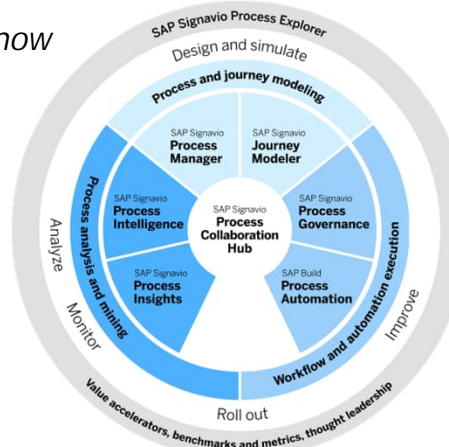 now
SAP Signavio Process Explorer
Design and simulate
Process and journey modeling
SAP Signavio
Process
Manager
SAP Signavio
Journey
Modeler
SAP Signavio
Process
Intelligence
SAP Signavio
Process
Collaboration
Hub
SAP Signavio
Process
Governance
SAP Signavio
Process
Insights
SAP Build
Process
Automation
Process analysis and mining
Workflow and automation execution
Analyze
Monitor
Improve
Roll out
Value accelerators, benchmarks and metrics, thought leadership